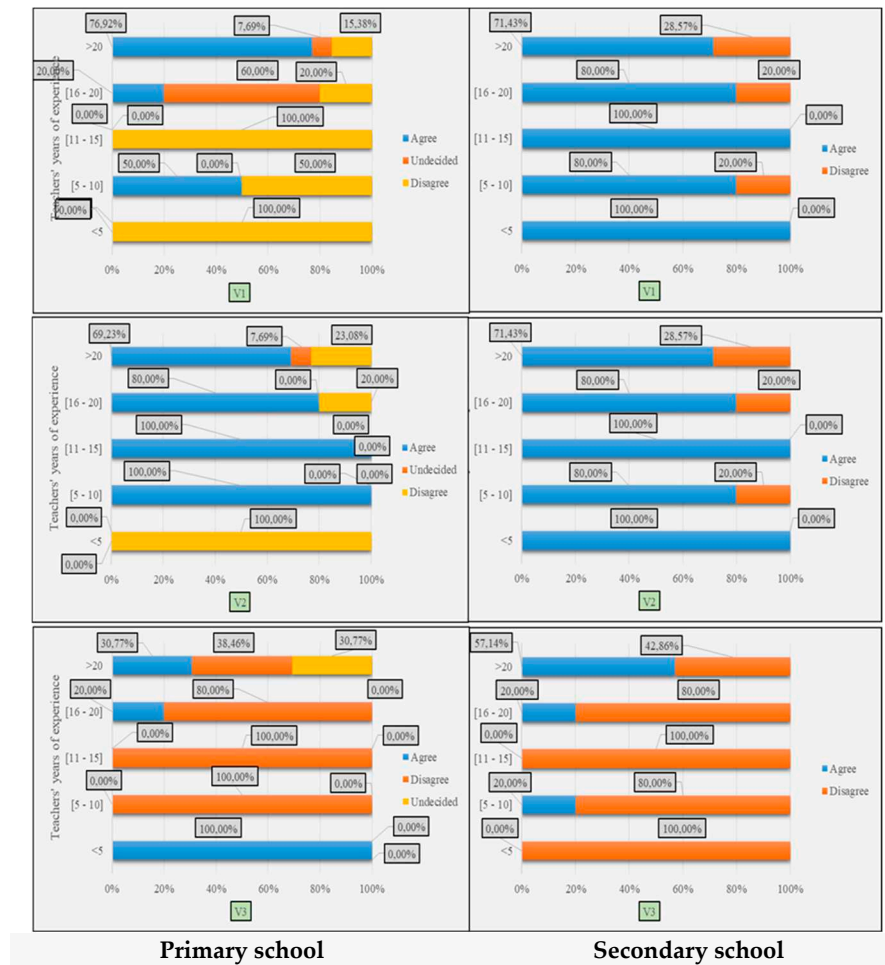 76,92% 7,69% 15,38%
>20
20,00% 60,00% 20,00%
[16 - 20]
0,00% 0,00% 100,00%
[11 - 15]
50,00% 0,00% 50,00%
[5 - 10]
0,00% 100,00%
<5
0% 20% 40% 60% 80% 100%
V1
Teachers' years of experience
Agree
Undecided
Disagree
71,43% 28,57%
>20
80,00% 20,00%
[16 - 20]
100,00% 0,00%
[11 - 15]
80,00% 20,00%
[5 - 10]
100,00% 0,00%
<5
0% 20% 40% 60% 80% 100%
V1
Agree
Disagree
69,23% 7,69% 23,08%
>20
80,00% 0,00% 20,00%
[16 - 20]
100,00% 0,00%
[11 - 15] 0,00%
100,00% 0,00% 0,00%
[5 - 10]
0,00% 100,00%
<5
0,00%
0% 20% 40% 60% 80% 100%
V2
Teachers' years of experience
Agree
Undecided
Disagree
71,43% 28,57%
>20
80,00% 20,00%
[16 - 20]
100,00% 0,00%
[11 - 15]
80,00% 20,00%
[5 - 10]
100,00% 0,00%
<5
0% 20% 40% 60% 80% 100%
V2
Agree
Disagree
30,77% 38,46% 30,77%
>20
20,00% 80,00% 0,00%
[16 - 20]
0,00% 100,00% 0,00%
[11 - 15]
0,00% 100,00% 0,00%
[5 - 10]
100,00% 0,00%
<5 0,00%
0% 20% 40% 60% 80% 100%
V3
Teachers' years of experience
Agree
Disagree
Undecided
57,14% 42,86%
>20
20,00% 80,00%
[16 - 20]
0,00% 100,00%
[11 - 15]
20,00% 80,00%
[5 - 10]
0,00% 100,00%
<5
0% 20% 40% 60% 80% 100%
V3
Agree
Disagree
Primary school
Secondary school